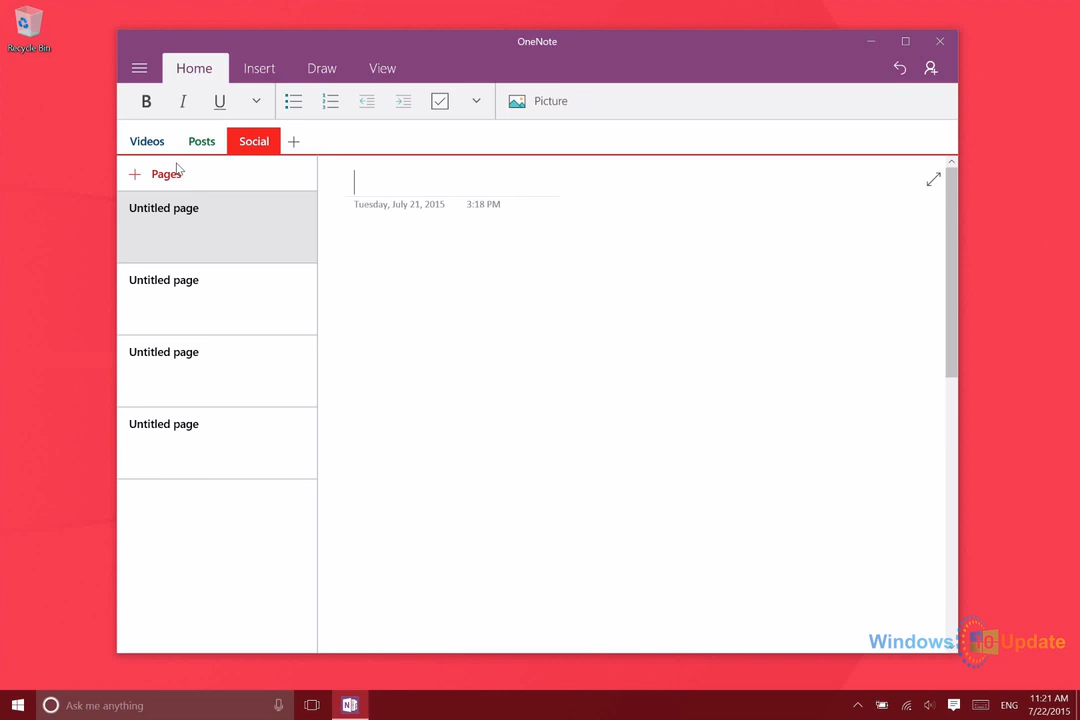 Recycle Bin
OneNote
Home Insert Draw View
B I U Picture
Videos Posts Social
Pages
Untitled page
Untitled page
Untitled page
Untitled page
Tuesday, July 21, 2015 3:18 PM
Windows 10 Update
Ask me anything
N
ENG
11:21 AM
7/22/2015